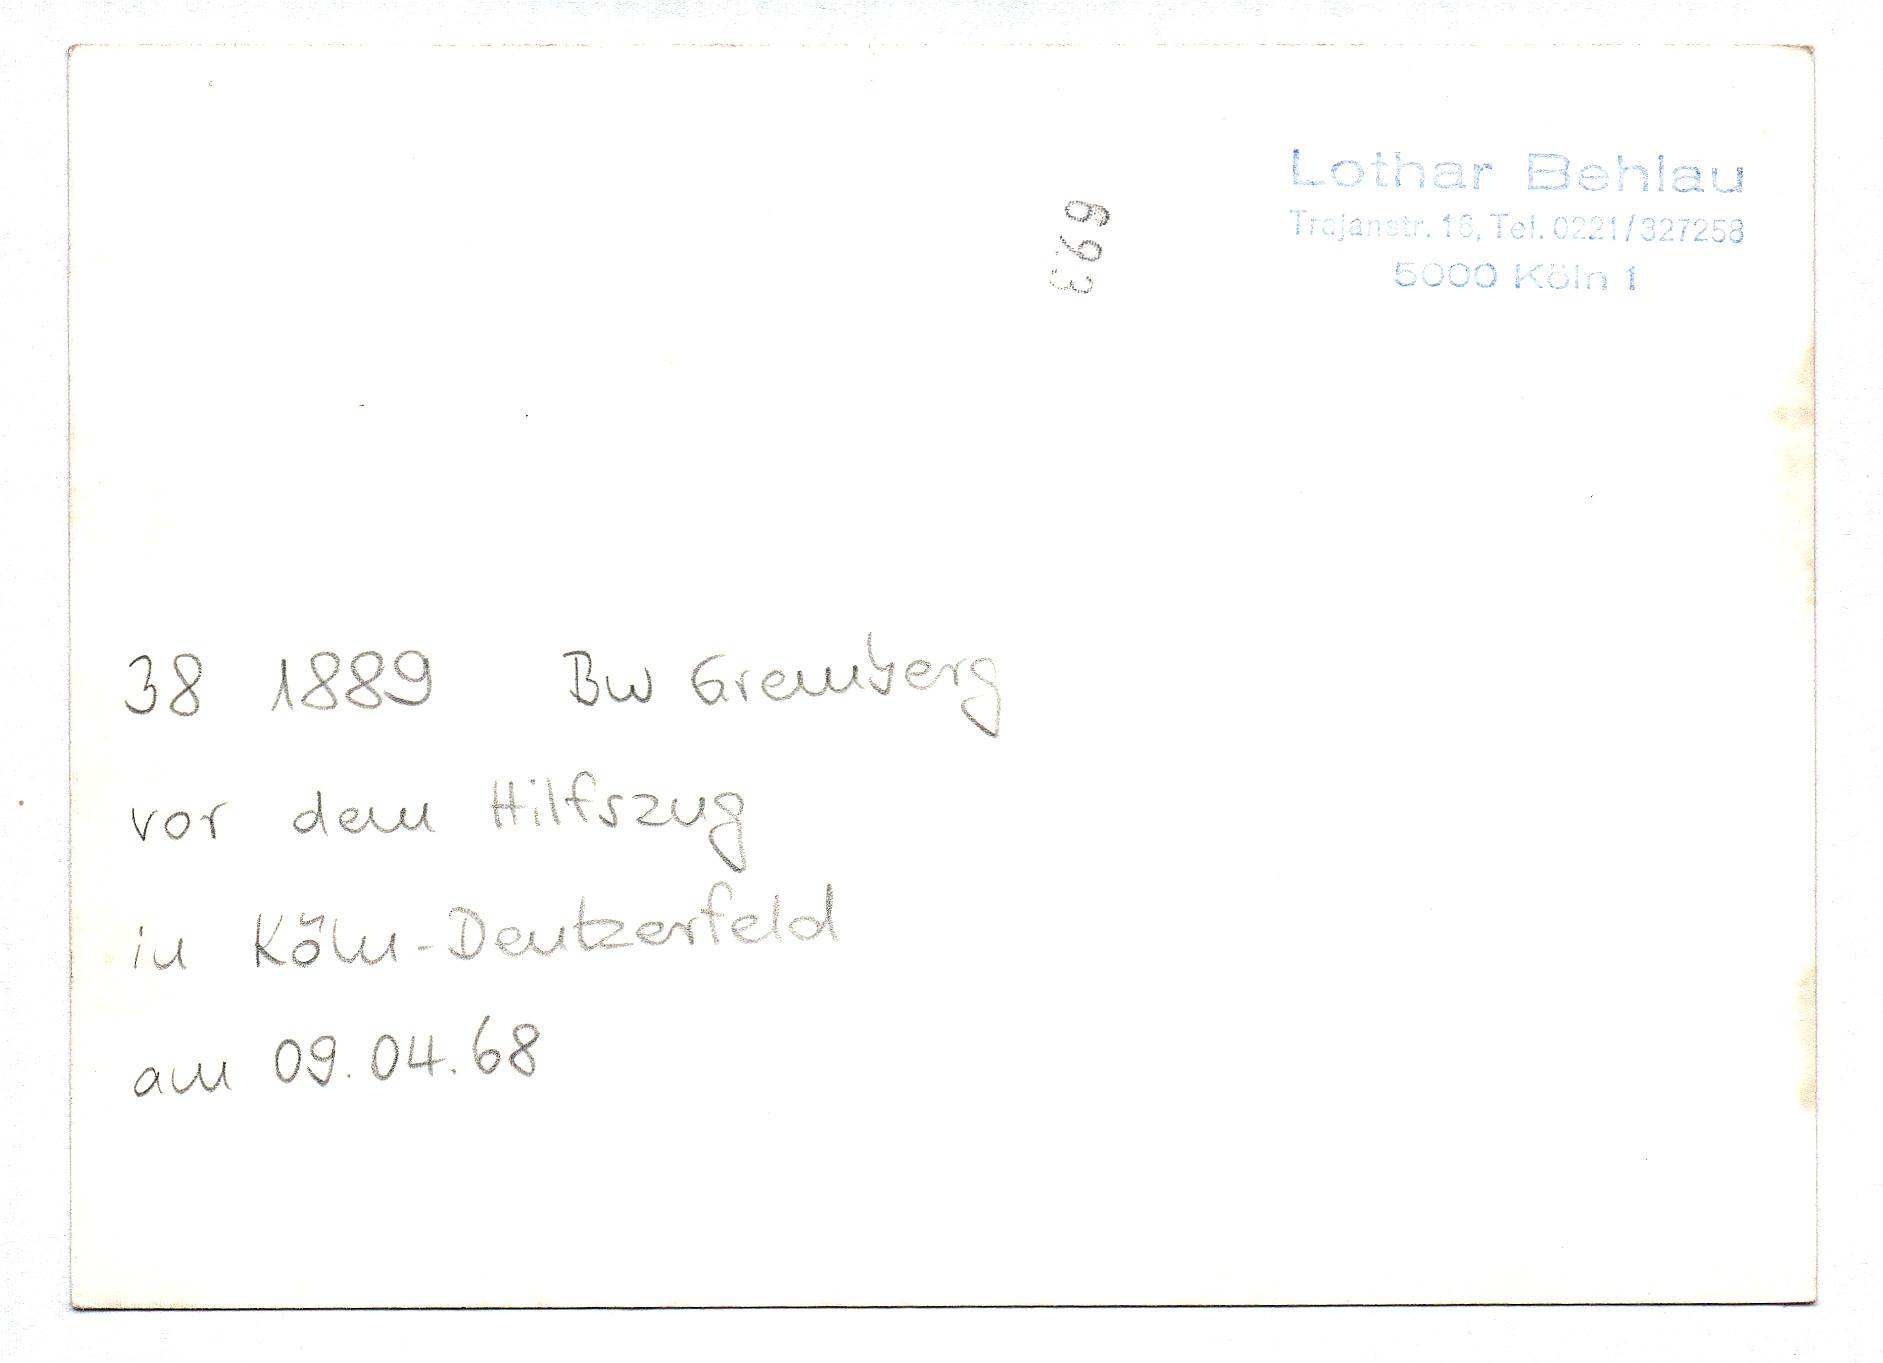 Lothar Behlau
Trajanstr. 16, Tel. 0221/327258
5000 Köln 1
693
38 1889 Bw Gremberg
vor dem Hilfszug
in Köln-Deutzerfeld
am 09.04.68